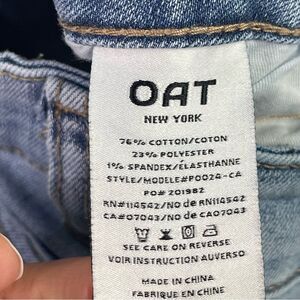 OAT
NEW YORK
76% COTTON/COTON
23% POLYESTER
1% SPANDEX/ÉLASTHANNE
STYLE/MODELE#P0024-CA
PO# 201982
RN#114542/NO de RN114542
CA#07043/NO de CA07043
SEE CARE ON REVERSE
VOIR INSTRUCTION AUVERSO
MADE IN CHINA
FABRIQUE EN CHINE